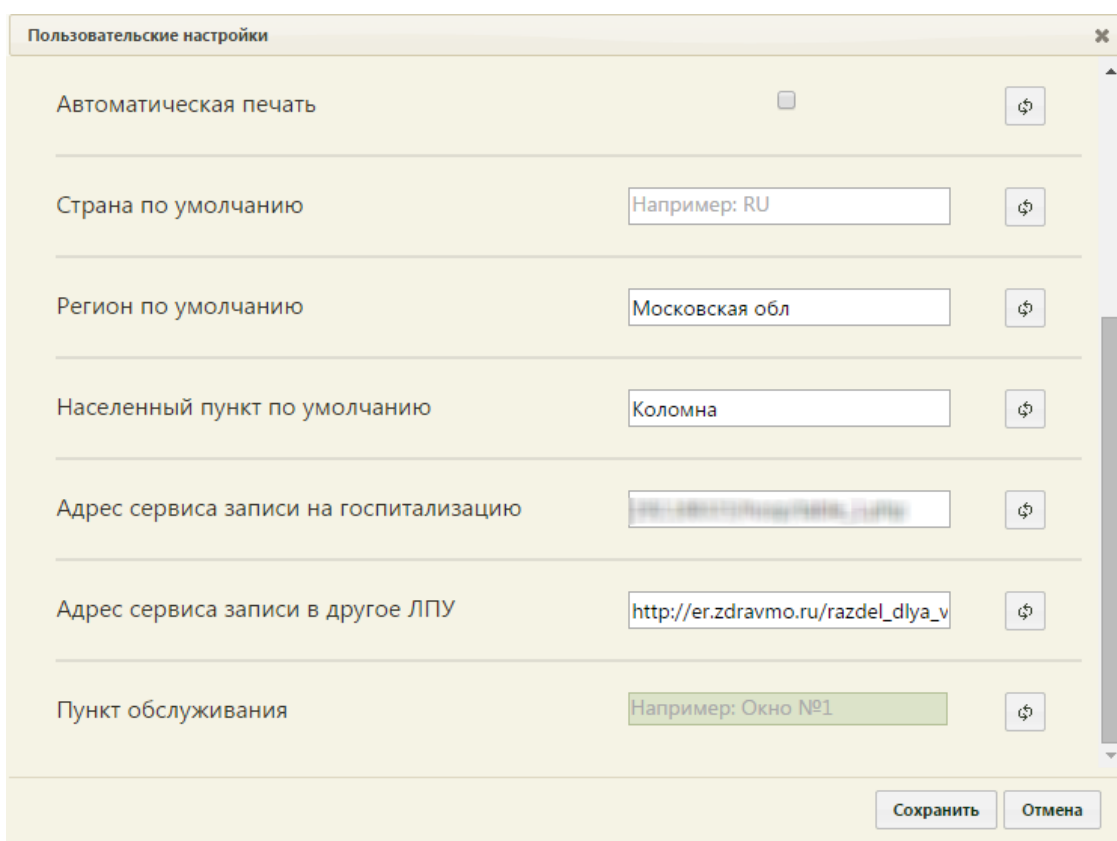 Пользовательские настройки
Автоматическая печать
Страна по умолчанию Например: RU
Регион по умолчанию Московская обл
Населенный пункт по умолчанию Коломна
Адрес сервиса записи на госпитализацию
Адрес сервиса записи в другое ЛПУ http://er.zdravmo.ru/razdel_dlya_v
Пункт обслуживания Например: Окно №1
Сохранить Отмена